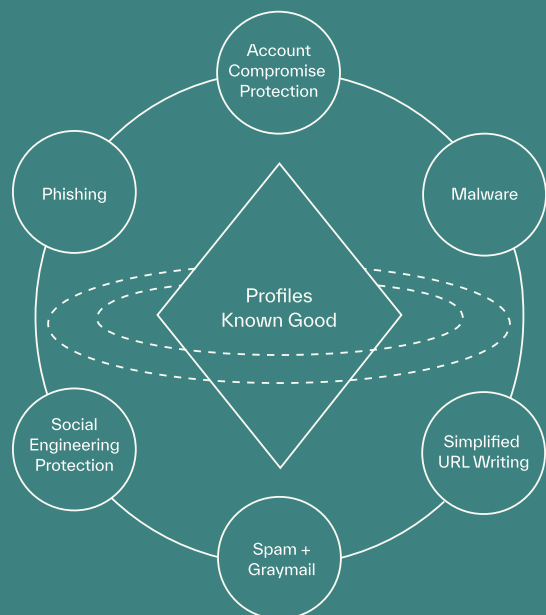 Account
Compromise
Protection
Phishing
Malware
Profiles
Known Good
Social
Engineering
Protection
Simplified
URL Writing
Spam +
Graymail